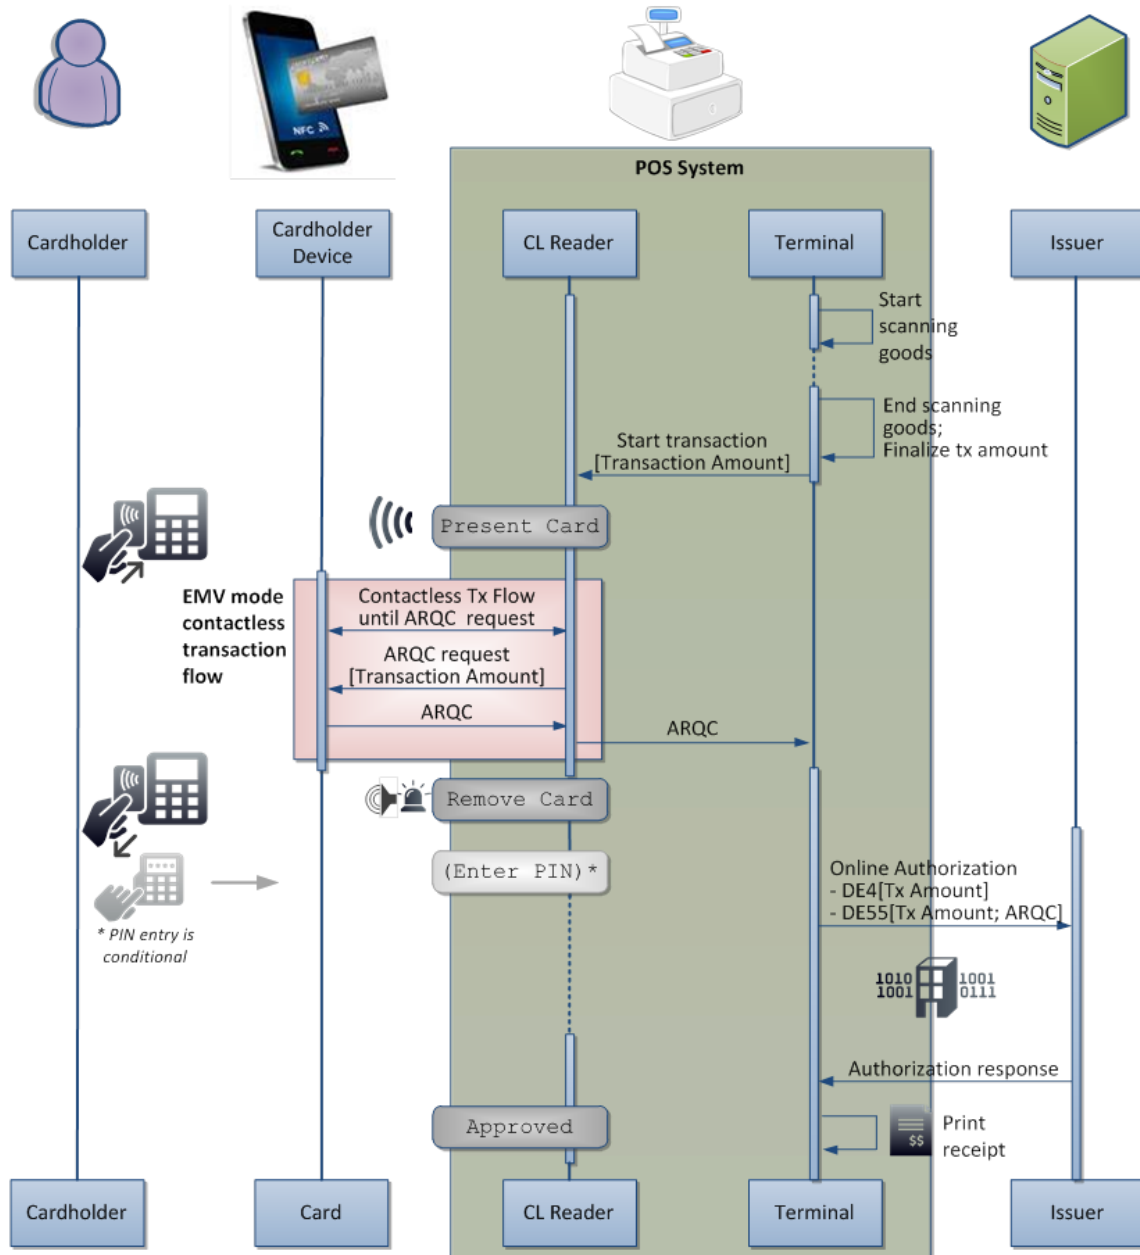 NFC
POS System
Cardholder
Cardholder
Device
CL Reader
Terminal
Issuer
Start
scanning
goods
End scanning
goods;
Finalize tx amount
Start transaction
[Transaction Amount]
Present Card
EMV mode
contactless
transaction
flow
Contactless Tx Flow
until ARQC request
ARQC request
[Transaction Amount]
ARQC
ARQC
Remove Card
(Enter PIN)*
* PIN entry is
conditional
Online Authorization
- DE4[Tx Amount]
- DE55[Tx Amount; ARQC]
1010
1001
1001
0111
Authorization response
Approved
$$
Print
receipt
Cardholder
Card
CL Reader
Terminal
Issuer